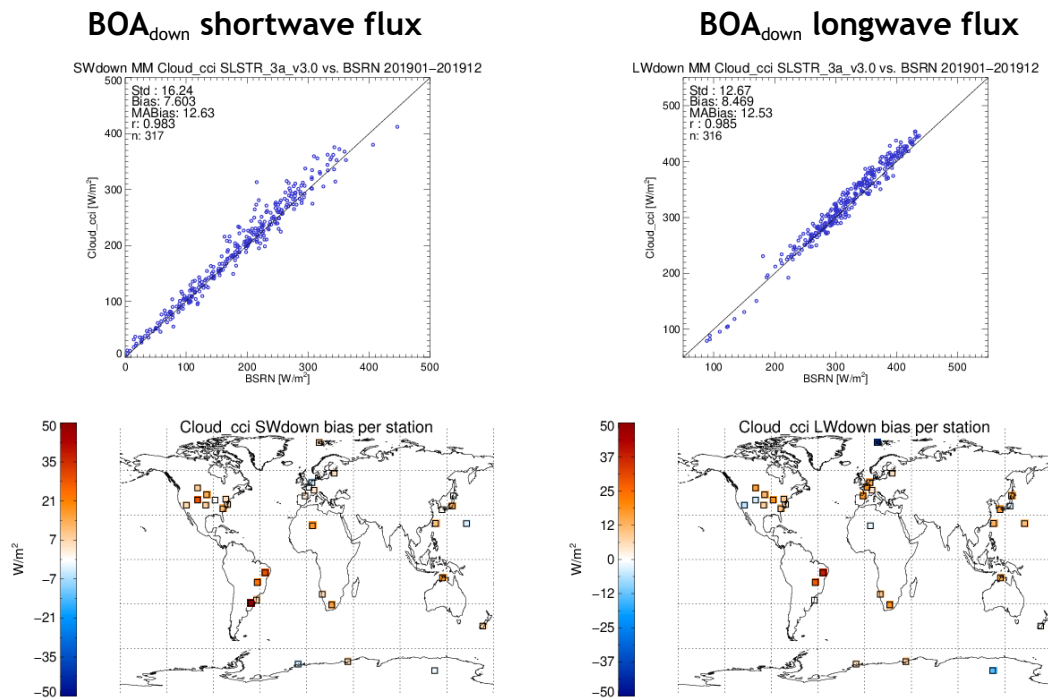 BOAdown shortwave flux
SWdown MM Cloud_cci SLSTR_3a_v3.0 vs. BSRN 201901-201912
Std : 16.24
Bias: 7.603
MABias: 12.63
r: 0.983
n: 317
500
400
300
200
100
0
Cloud_cci [W/m²]
0 100 200 300 400 500
BSRN [W/m²]
BOAdown longwave flux
LWdown MM Cloud_cci SLSTR_3a_v3.0 vs. BSRN 201901-201912
Std : 12.67
Bias: 8.469
MABias: 12.53
r : 0.985
n: 316
500
400
300
200
100
Cloud_cci [W/m²]
100 200 300 400 500
BSRN [W/m²]
Cloud_cci SWdown bias per station
50
35
21
7
−7
−21
−35
−50
W/m²
Cloud_cci LWdown bias per station
50
37
25
12
0
−12
−25
−37
−50
W/m²